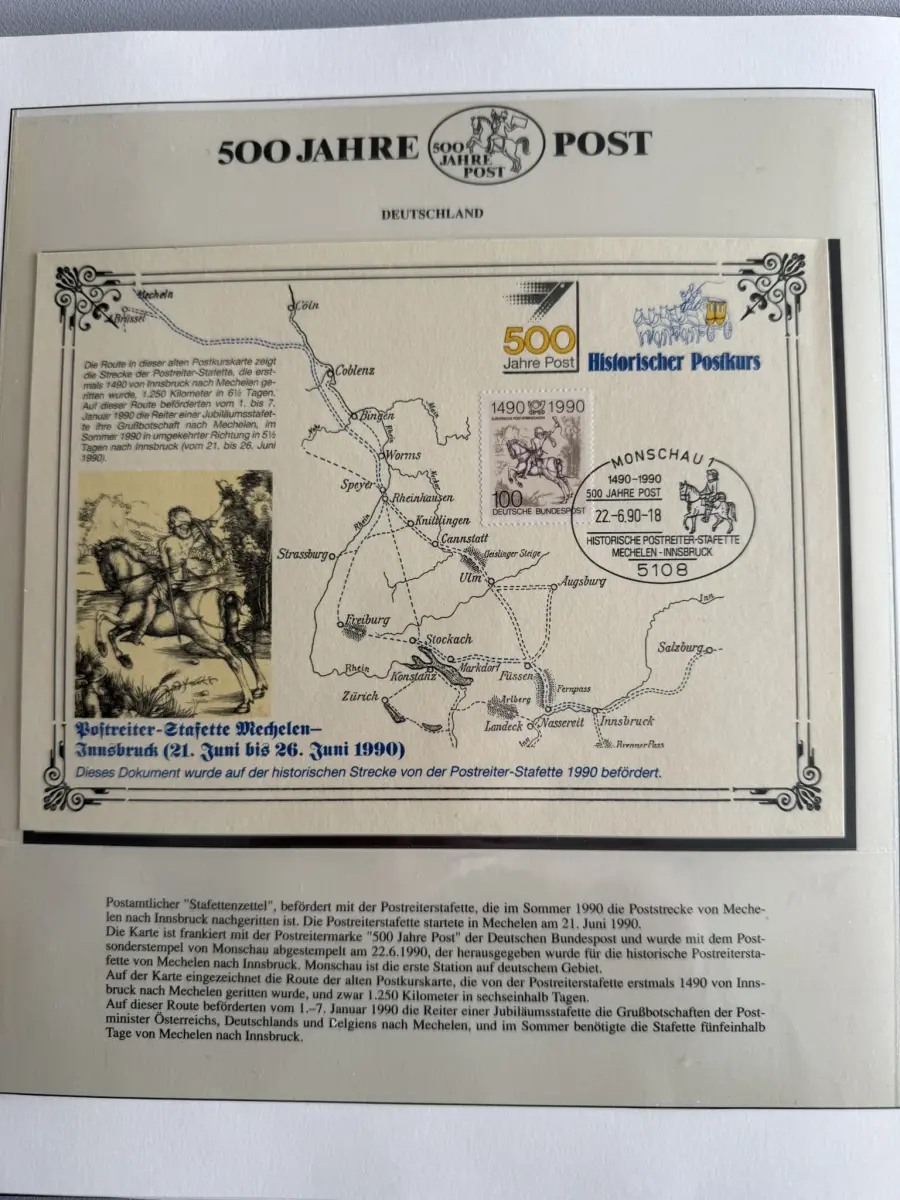 500 JAHRE POST
500
JAHRE
POST
DEUTSCHLAND
Mecheln
Brüssel
Cöln
Die Route in dieser alten Postkurskarte zeigt
die Strecke der Postreiter-Stafette, die erst-
mals 1490 von Innsbruck nach Mechelen ge-
ritten wurde, 1.250 Kilometer in 6½ Tagen.
Auf dieser Route beförderten vom 1. bis 7.
Januar 1990 die Reiter einer Jubiläumsstafet-
te ihre Grußbotschaft nach Mechelen, im
Sommer 1990 in umgekehrter Richtung in 5½
Tagen nach Innsbruck (vom 21. bis 26. Juni
1990).
500
Jahre Post
Historischer Postkurs
Coblenz
Bingen
Main
Rhein
Worms
Speyer
Rheinhausen
Neckar
Rhein
Knittlingen
Cannstatt
Strassburg
Geislinger Steige
Ulm
Augsburg
Freiburg
Stockach
Inn
Salzburg
Rhein
Konstanz
Markdorf
Füssen
Zürich
Arlberg
Fernpass
Landeck
Nassereit
Innsbruck
Inn
Brenner Pass
1490 1990
100
DEUTSCHE BUNDESPOST
MONSCHAU 1
1490-1990
500 JAHRE POST
22.-6.90-18
HISTORISCHE POSTREITER-STAFETTE
MECHELEN-INNSBRUCK
5108
Postreiter-Stafette Mechelen–
Innsbruck (21. Juni bis 26. Juni 1990)
Dieses Dokument wurde auf der historischen Strecke von der Postreiter-Stafette 1990 befördert.
Postamtlicher "Stafettenzettel", befördert mit der Postreiterstafette, die im Sommer 1990 die Poststrecke von Meche-
len nach Innsbruck nachgeritten ist. Die Postreiterstafette startete in Mechelen am 21. Juni 1990.
Die Karte ist frankiert mit der Postreitermarke "500 Jahre Post" der Deutschen Bundespost und wurde mit dem Post-
sonderstempel von Monschau abgestempelt am 22.6.1990, der herausgegeben wurde für die historische Postreitersta-
fette von Mechelen nach Innsbruck. Monschau ist die erste Station auf deutschem Gebiet.
Auf der Karte eingezeichnet die Route der alten Postkurskarte, die von der Postreiterstafette erstmals 1490 von Inns-
bruck nach Mechelen geritten wurde, und zwar 1.250 Kilometer in sechseinhalb Tagen.
Auf dieser Route beförderten vom 1.–7. Januar 1990 die Reiter einer Jubiläumsstafette die Grußbotschaften der Post-
minister Österreichs, Deutschlands und Belgiens nach Mechelen, und im Sommer benötigte die Stafette fünfeinhalb
Tage von Mechelen nach Innsbruck.